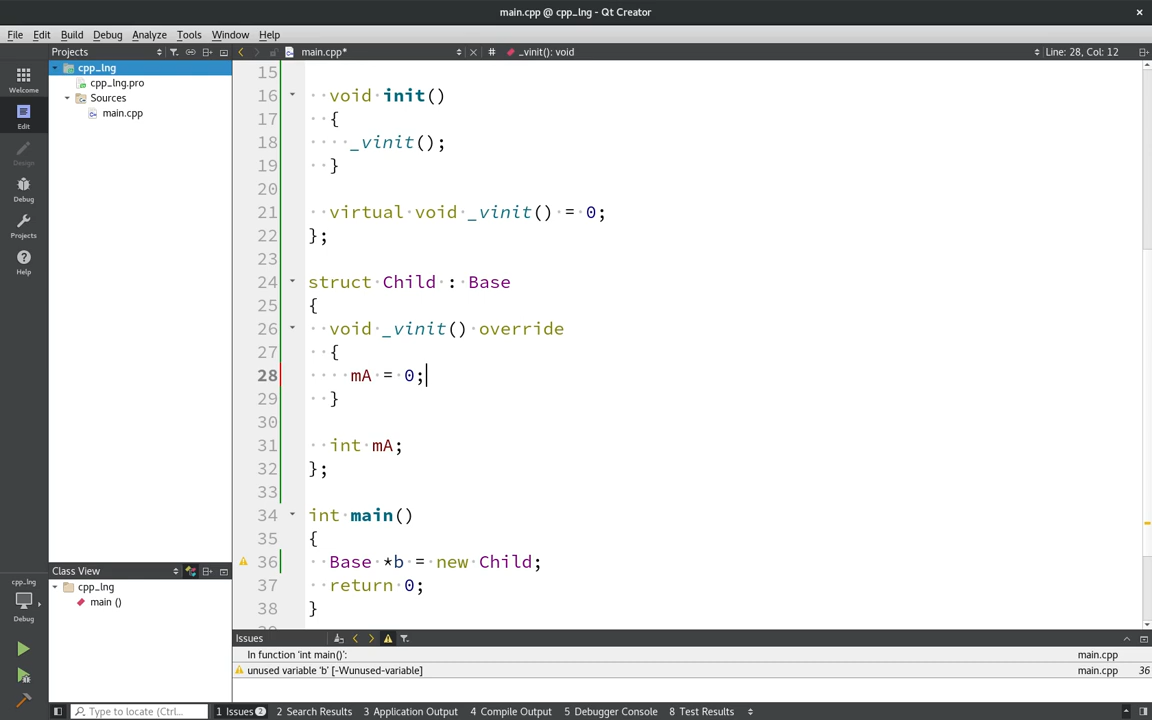 main.cpp @ cpp_lng - Qt Creator
File Edit Build Debug Analyze Tools Window Help
Projects
main.cpp*
_vinit(): void
Line: 28, Col: 12
Welcome
Edit
Design
Debug
Projects
Help
cpp_lng
cpp_lng.pro
Sources
main.cpp
15
16 void init()
17 {
18 _vinit();
19 }
20
21 virtual void _vinit() = 0;
22 };
23
24 struct Child : Base
25 {
26 void _vinit() override
27 {
28 mA = 0;
29 }
30
31 int mA;
32 };
33
34 int main()
35 {
36 Base *b = new Child;
37 return 0;
38 }
Class View
cpp_lng
main ()
cpp_lng
Debug
Issues
In function 'int main()': main.cpp
unused variable 'b' [-Wunused-variable] main.cpp 36
Type to locate (Ctrl... 1 Issues 2 2 Search Results 3 Application Output 4 Compile Output 5 Debugger Console 8 Test Results